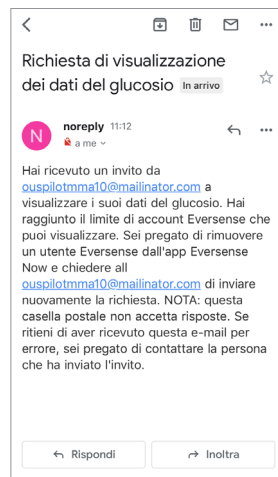 Richiesta di visualizzazione
dei dati del glucosio In arrivo
N noreply 11:12
a me
Hai ricevuto un invito da
ouspilotmma10@mailinator.com a
visualizzare i suoi dati del glucosio. Hai
raggiunto il limite di account Eversense che
puoi visualizzare. Sei pregato di rimuovere
un utente Eversense dall'app Eversense
Now e chiedere all
ouspilotmma10@mailinator.com di inviare
nuovamente la richiesta. NOTA: questa
casella postale non accetta risposte. Se
ritieni di aver ricevuto questa e-mail per
errore, sei pregato di contattare la persona
che ha inviato l'invito.
Rispondi Inoltra